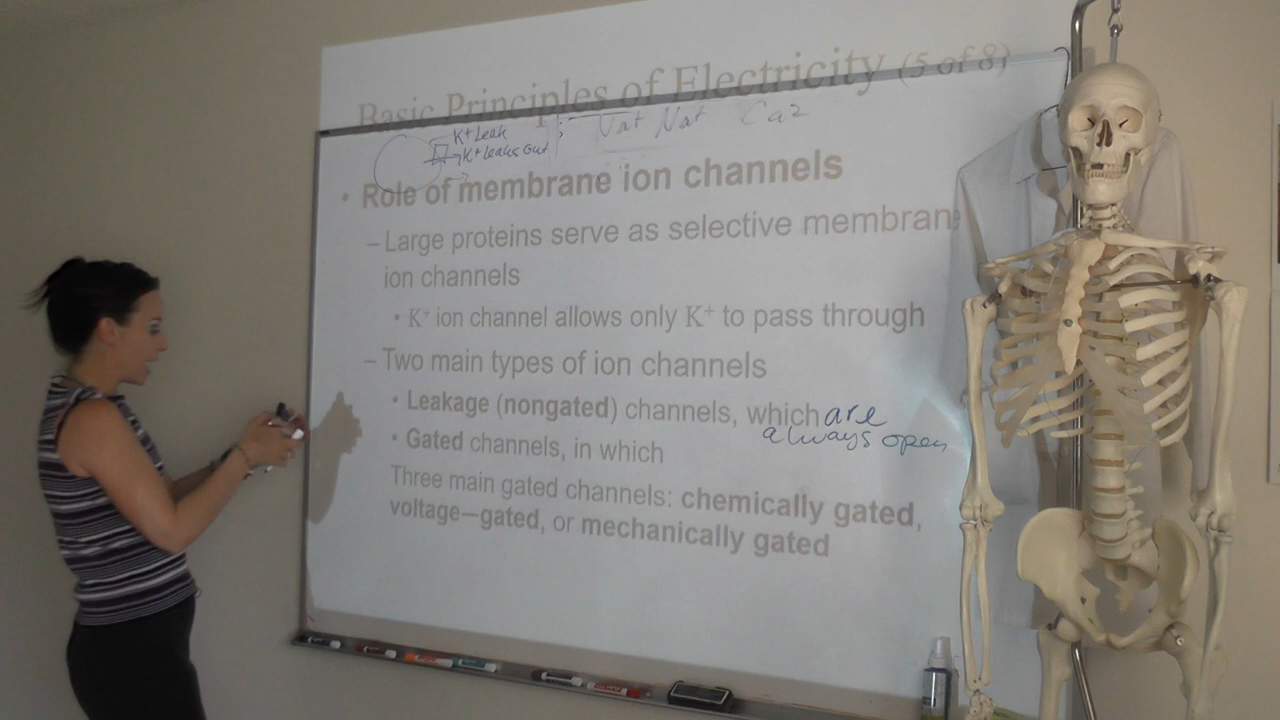 Basic Principles of Electricity (5 of 8)
K+ Leak
K+ leaks out
; Na+ Ca2
• Role of membrane ion channels
– Large proteins serve as selective membrane
ion channels
• K+ ion channel allows only K+ to pass through
– Two main types of ion channels
• Leakage (nongated) channels, which are
always open
• Gated channels, in which
Three main gated channels: chemically gated,
voltage–gated, or mechanically gated